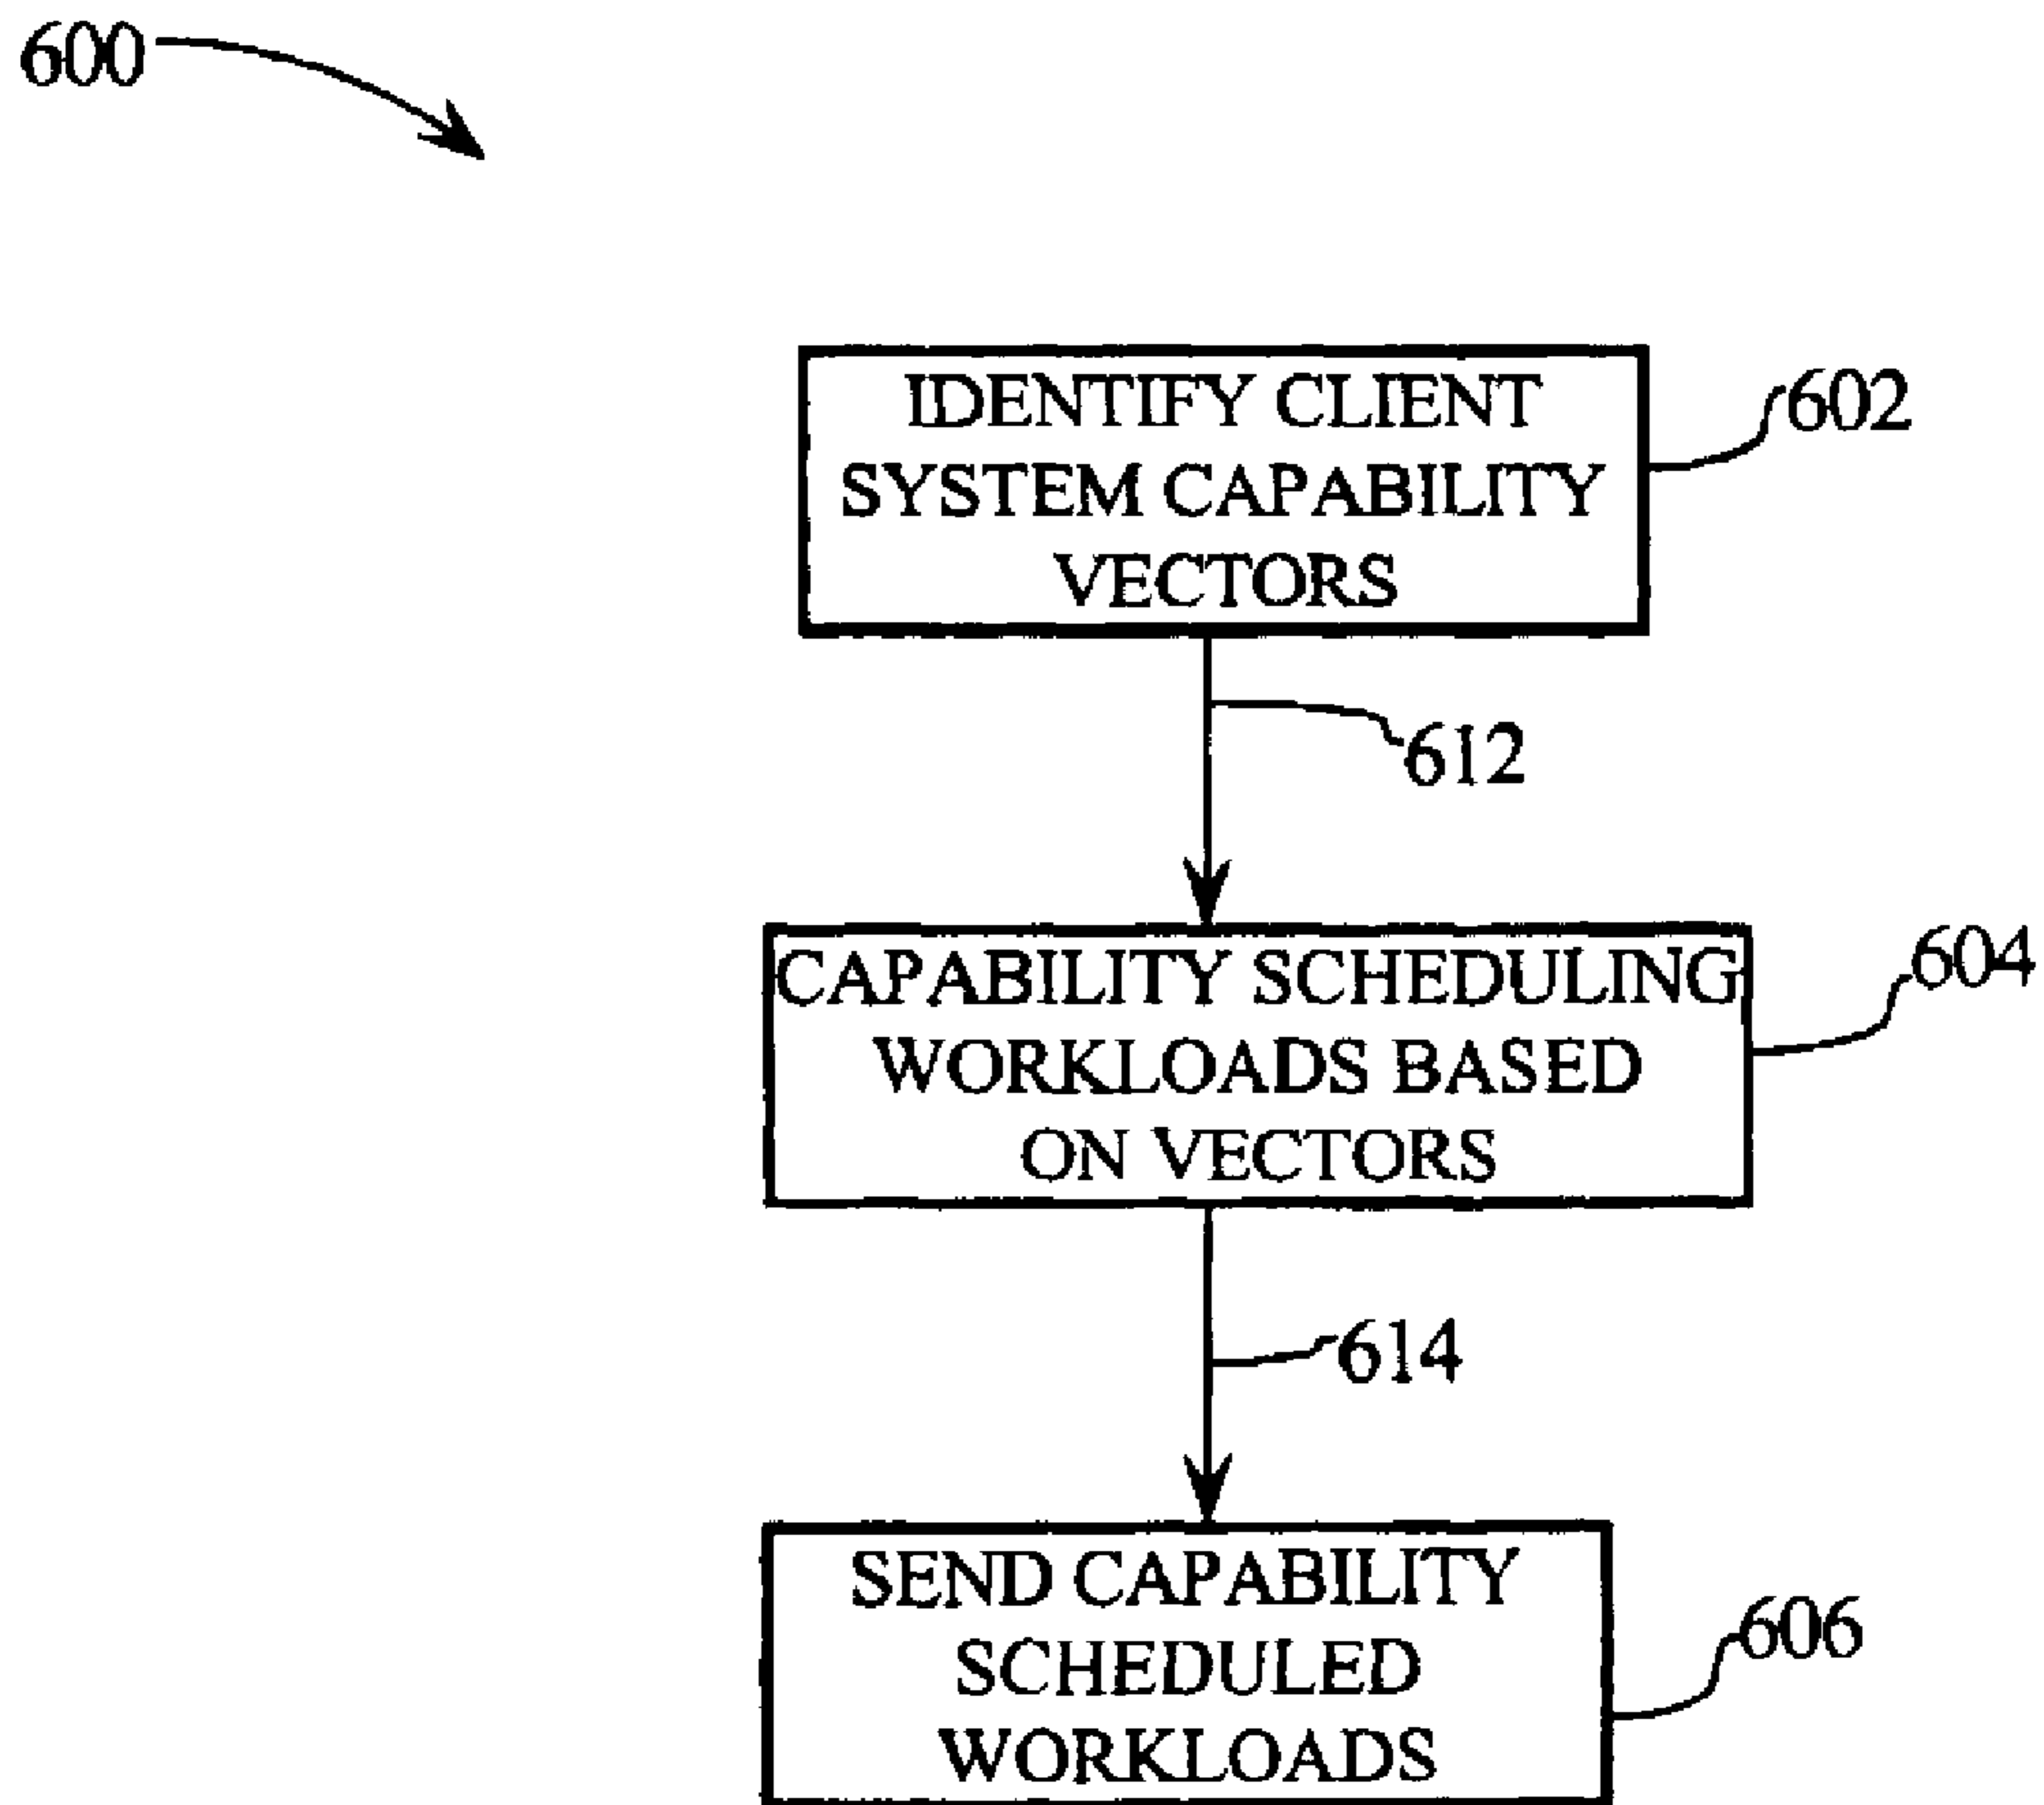 600
IDENTIFY CLIENT
SYSTEM CAPABILITY
VECTORS
602
612
CAPABILITY SCHEDULING
WORKLOADS BASED
ON VECTORS
604
614
SEND CAPABILITY
SCHEDULED
WORKLOADS
606